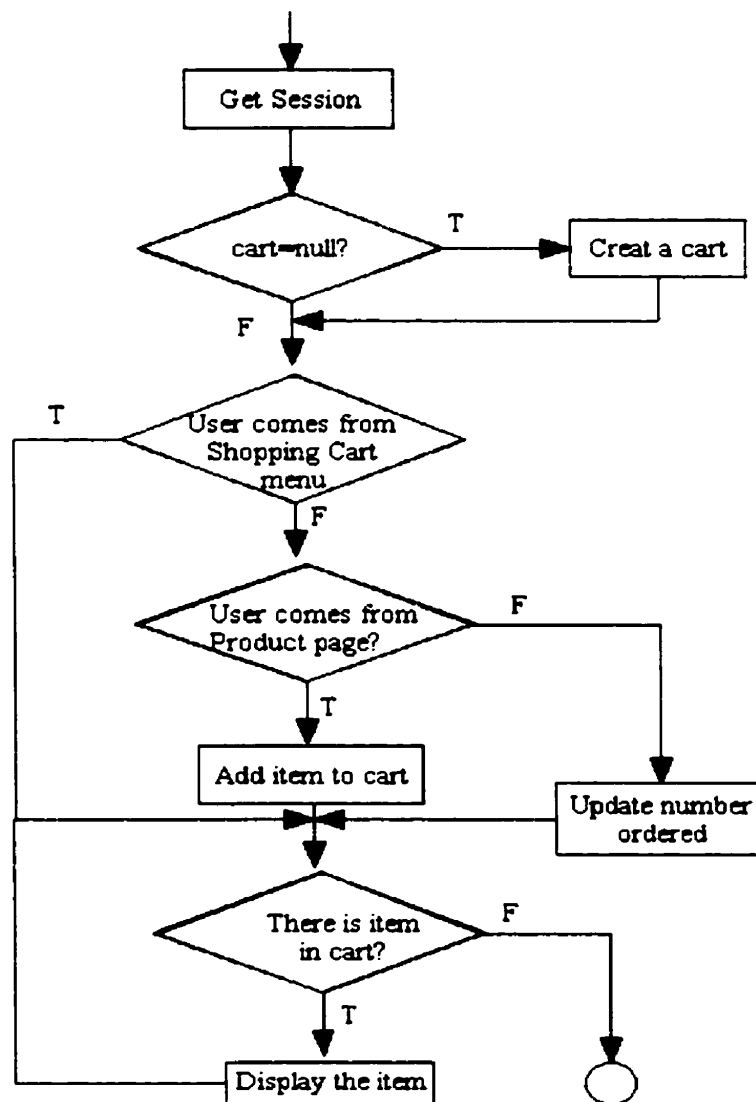 Get Session
cart=null?
T
Creat a cart
F
T
User comes from
Shopping Cart
menu
F
User comes from
Product page?
F
T
Add item to cart
Update number
ordered
There is item
in cart?
F
T
Display the item